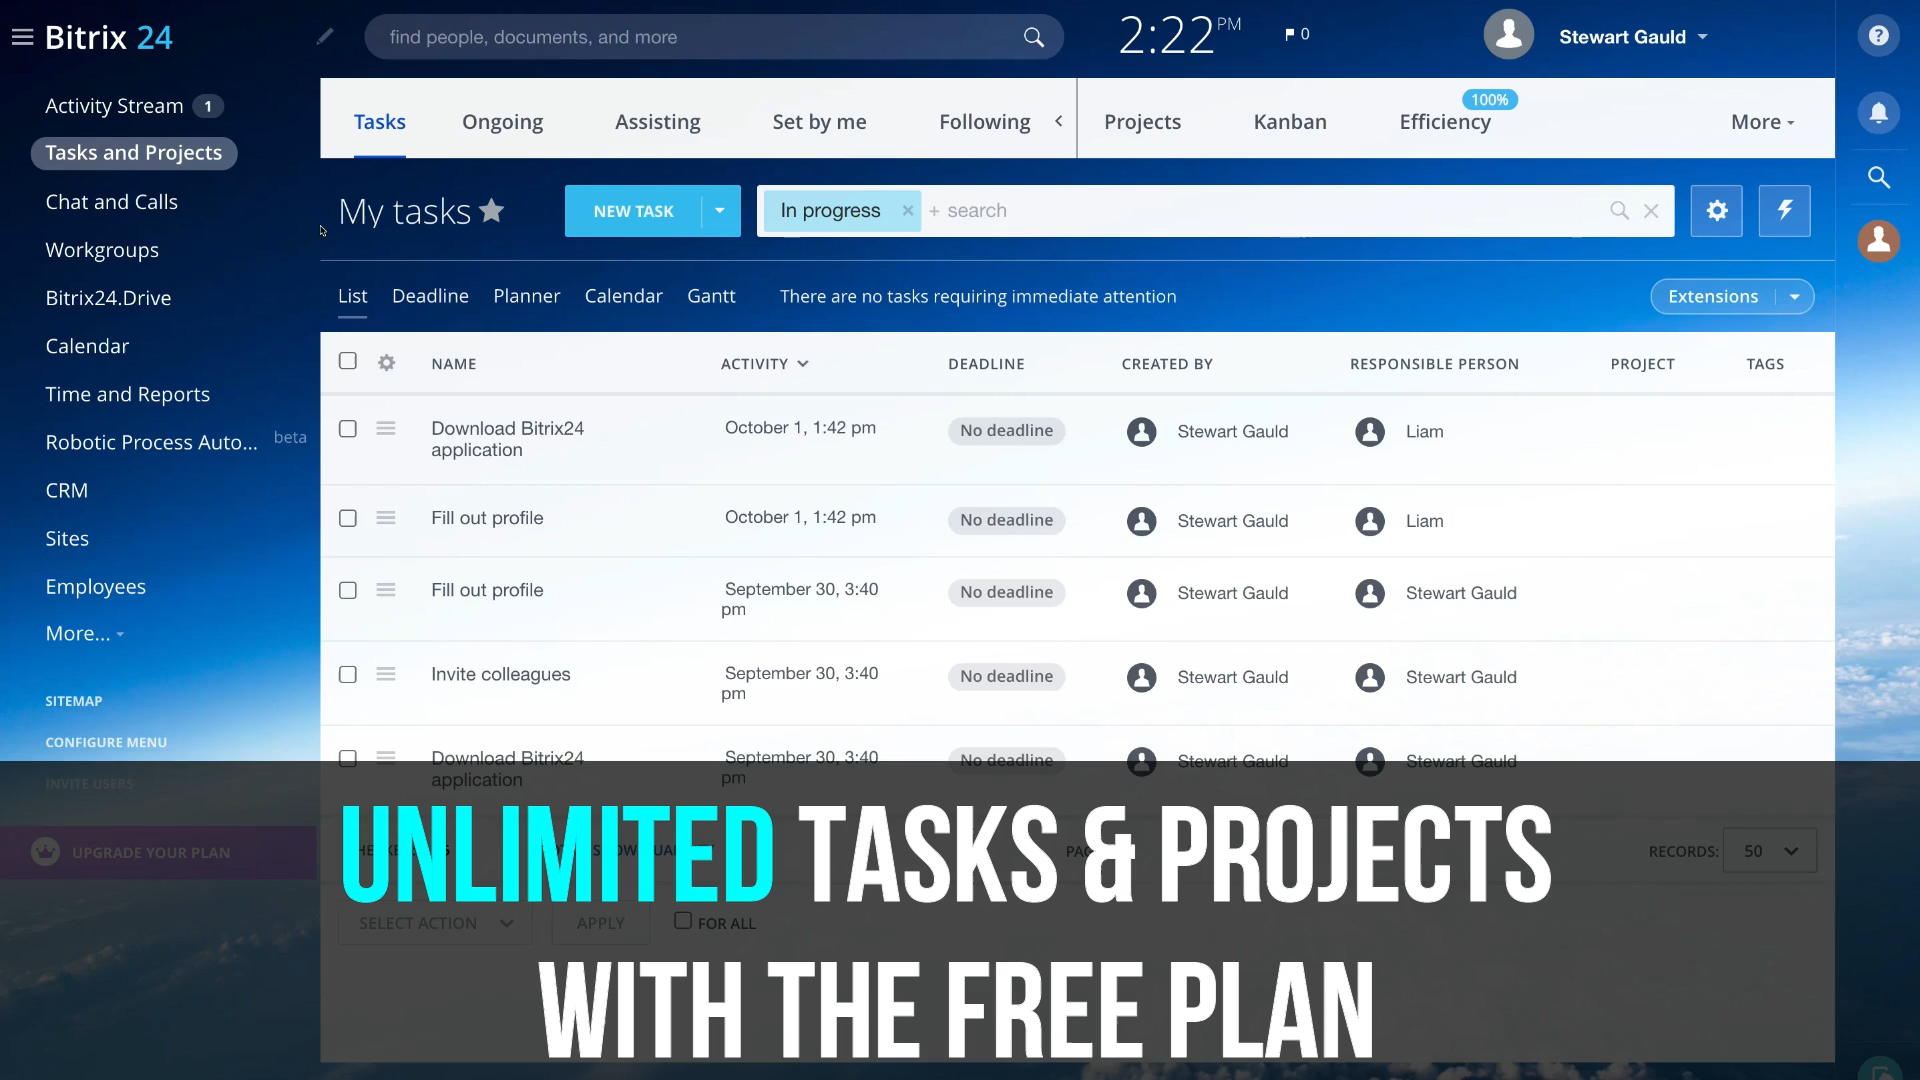 Bitrix 24
find people, documents, and more
2:22 PM
0
Stewart Gauld
Activity Stream 1
Tasks and Projects
Chat and Calls
Workgroups
Bitrix24.Drive
Calendar
Time and Reports
Robotic Process Auto... beta
CRM
Sites
Employees
More...
SITEMAP
CONFIGURE MENU
INVITE USERS
UPGRADE YOUR PLAN
Tasks Ongoing Assisting Set by me Following Projects Kanban Efficiency 100% More
My tasks
NEW TASK
In progress × + search
List Deadline Planner Calendar Gantt There are no tasks requiring immediate attention Extensions
NAME ACTIVITY DEADLINE CREATED BY RESPONSIBLE PERSON PROJECT TAGS
Download Bitrix24 application October 1, 1:42 pm No deadline Stewart Gauld Liam
Fill out profile October 1, 1:42 pm No deadline Stewart Gauld Liam
Fill out profile September 30, 3:40 pm No deadline Stewart Gauld Stewart Gauld
Invite colleagues September 30, 3:40 pm No deadline Stewart Gauld Stewart Gauld
Download Bitrix24 application September 30, 3:40 pm No deadline Stewart Gauld Stewart Gauld
RECORDS: 50
SELECT ACTION APPLY FOR ALL
UNLIMITED TASKS & PROJECTS
WITH THE FREE PLAN